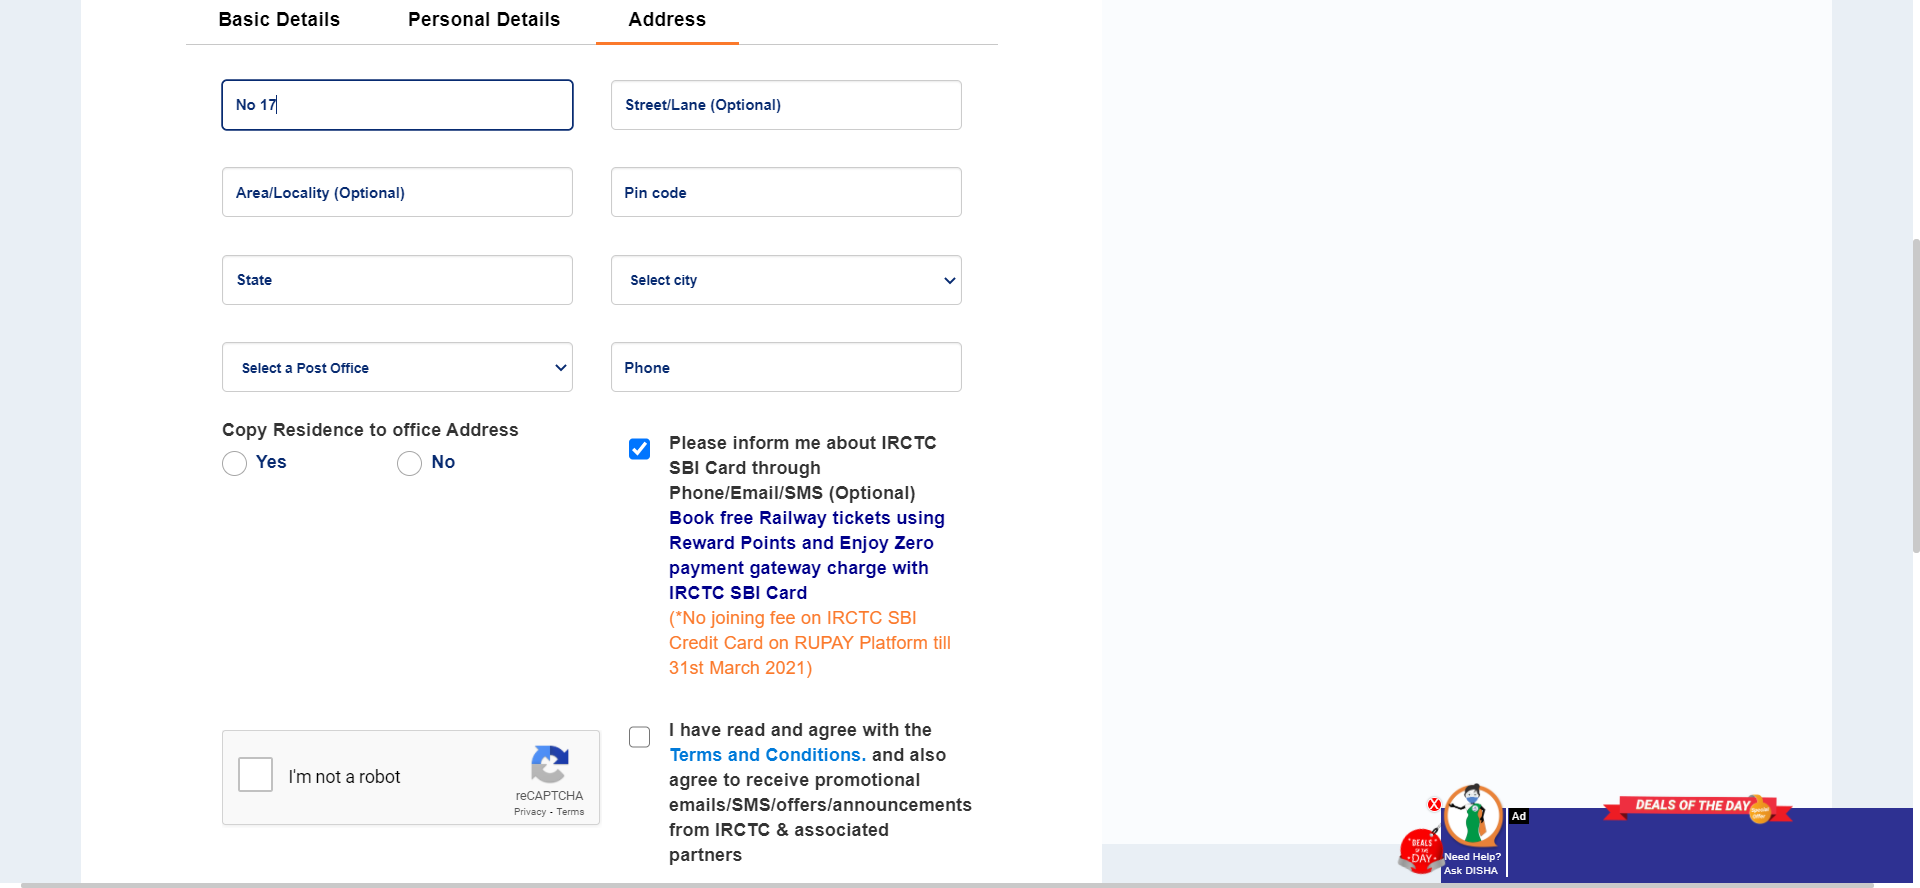 Basic Details
Personal Details
Address
No 17
Street/Lane (Optional)
Area/Locality (Optional)
Pin code
State
Select city
Select a Post Office
Phone
Copy Residence to office Address
Yes
No
Please inform me about IRCTC
SBI Card through
Phone/Email/SMS (Optional)
Book free Railway tickets using
Reward Points and Enjoy Zero
payment gateway charge with
IRCTC SBI Card
(*No joining fee on IRCTC SBI
Credit Card on RUPAY Platform till
31st March 2021)
I'm not a robot
reCAPTCHA
Privacy - Terms
I have read and agree with the
Terms and Conditions. and also
agree to receive promotional
emails/SMS/offers/announcements
from IRCTC & associated
partners
X
Need Help?
Ask DISHA
Ad
DEALS
OF THE
DAY
DEALS OF THE DAY